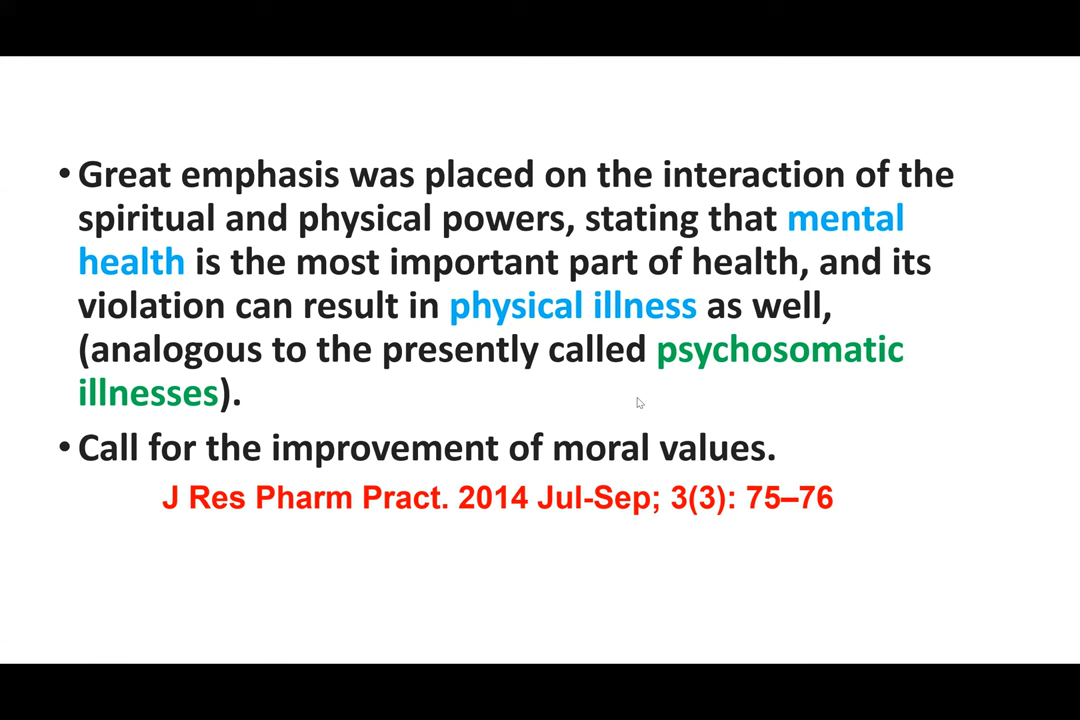 • Great emphasis was placed on the interaction of the
spiritual and physical powers, stating that mental
health is the most important part of health, and its
violation can result in physical illness as well,
(analogous to the presently called psychosomatic
illnesses).
• Call for the improvement of moral values.
J Res Pharm Pract. 2014 Jul-Sep; 3(3): 75–76